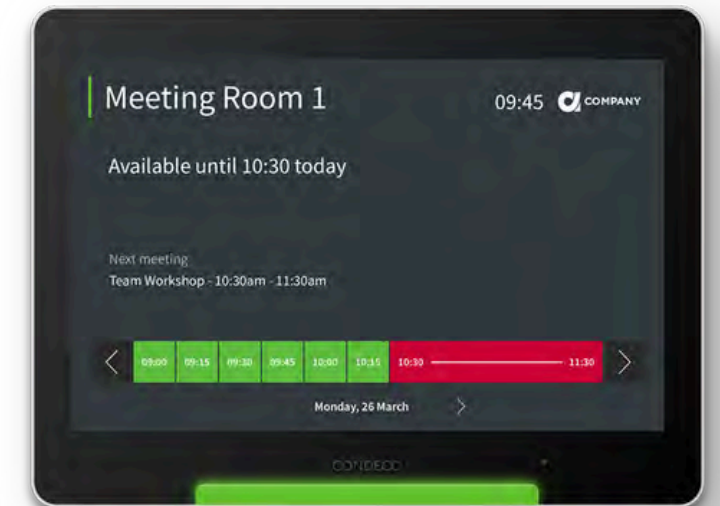 Meeting Room 1
09:45 COMPANY
Available until 10:30 today
Next meeting
Team Workshop - 10:30am - 11:30am
09:00 09:15 09:30 09:45 10:00 10:15 10:30 11:30
Monday, 26 March
CONDECO